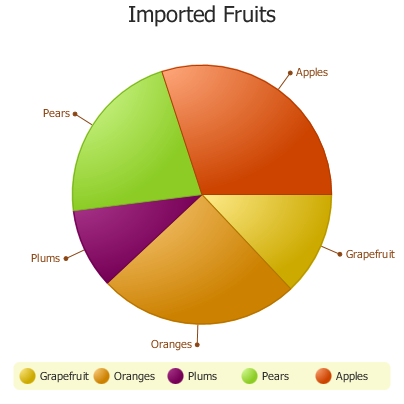 Imported Fruits
Apples
Pears
Grapefruit
Plums
Oranges
Grapefruit Oranges Plums Pears Apples